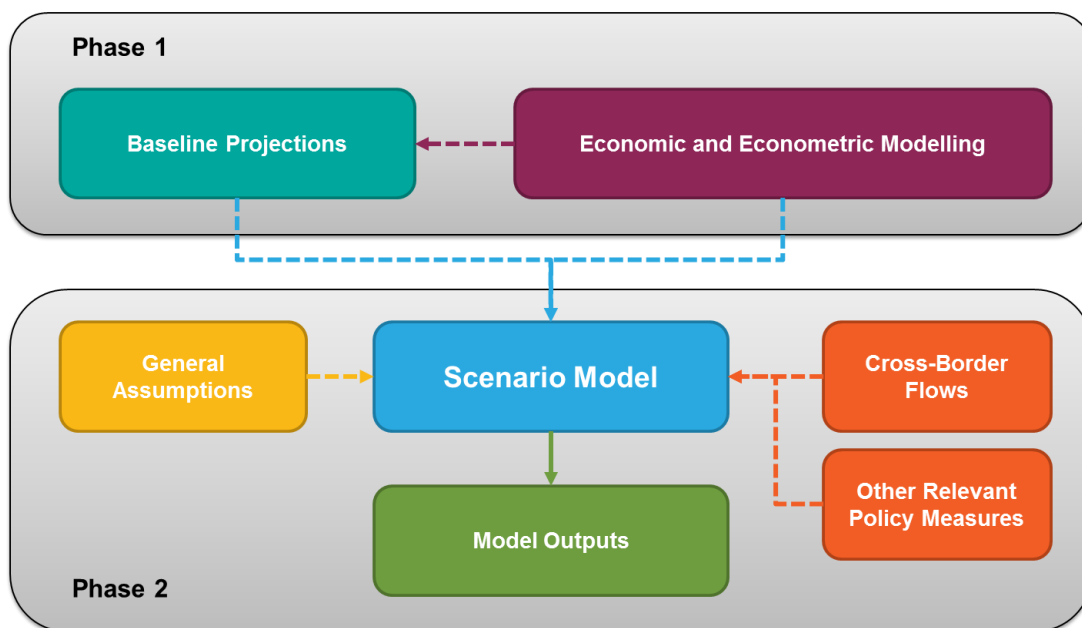 Phase 1
Baseline Projections
Economic and Econometric Modelling
General
Assumptions
Scenario Model
Cross-Border
Flows
Other Relevant
Policy Measures
Model Outputs
Phase 2